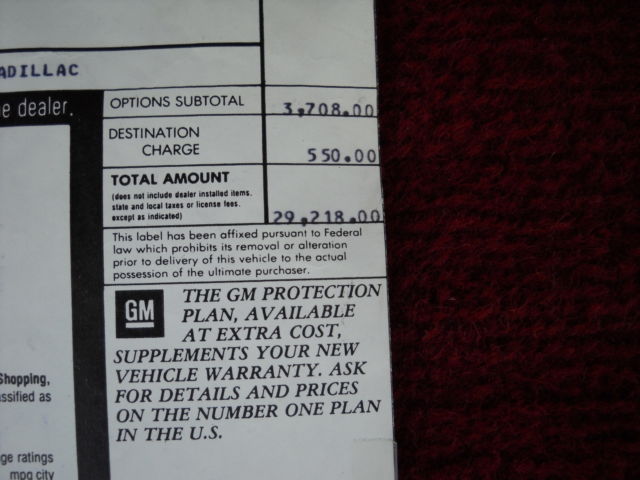 ADILLAC
e dealer.
OPTIONS SUBTOTAL 3,708.00
DESTINATION
CHARGE 550.00
TOTAL AMOUNT
(does not include dealer installed items,
state and local taxes or license fees,
except as indicated) 29,218.00
This label has been affixed pursuant to Federal
law which prohibits its removal or alteration
prior to delivery of this vehicle to the actual
possession of the ultimate purchaser.
GM
THE GM PROTECTION
PLAN, AVAILABLE
AT EXTRA COST,
SUPPLEMENTS YOUR NEW
VEHICLE WARRANTY. ASK
FOR DETAILS AND PRICES
ON THE NUMBER ONE PLAN
IN THE U.S.
Shopping,
ssified as
ge ratings
mpg city